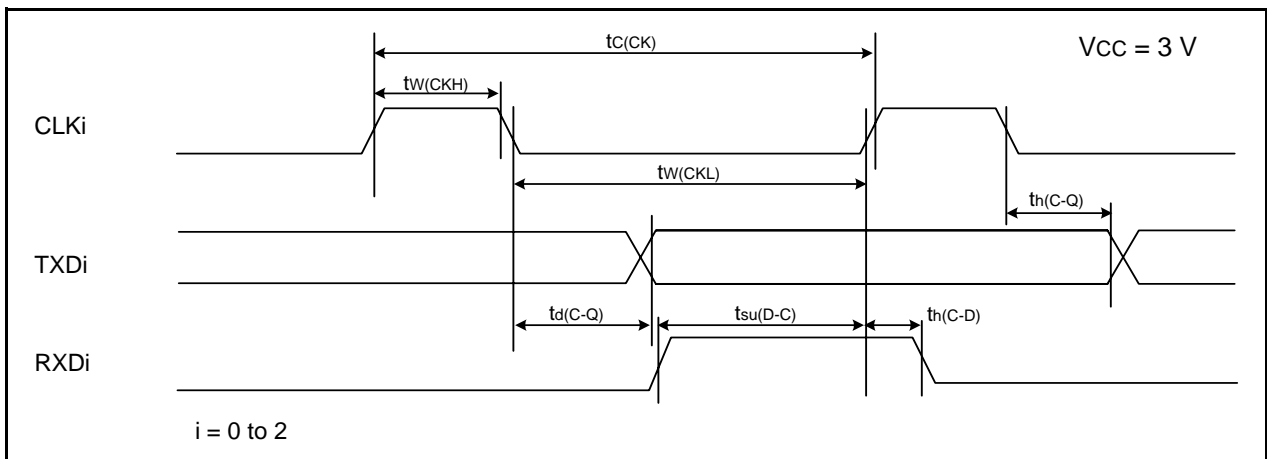 tC(CK)
VCC = 3 V
tW(CKH)
CLKi
tW(CKL)
th(C-Q)
TXDi
td(C-Q)
tsu(D-C)
th(C-D)
RXDi
i = 0 to 2